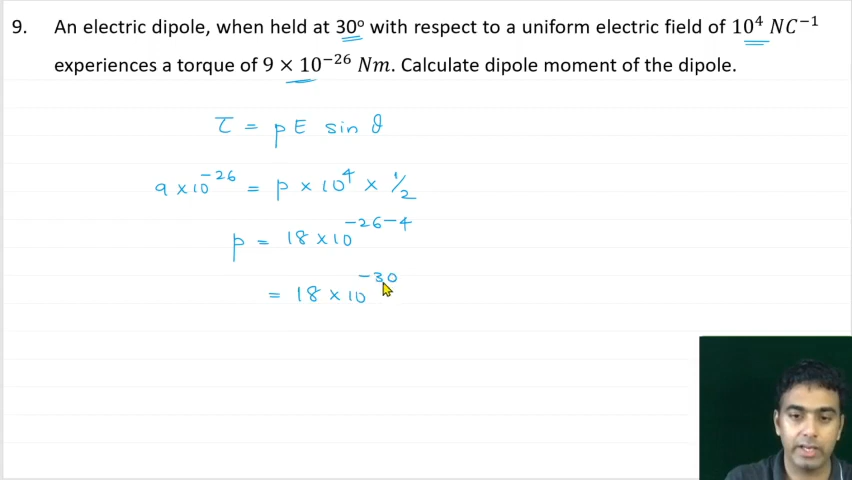 9. An electric dipole, when held at 30° with respect to a uniform electric field of 10⁴ NC⁻¹
experiences a torque of 9 × 10⁻²⁶ Nm. Calculate dipole moment of the dipole.
τ = pE sin θ
9 × 10⁻²⁶ = p × 10⁴ × 1/2
p = 18 × 10⁻²⁶⁻⁴
= 18 × 10⁻³⁰